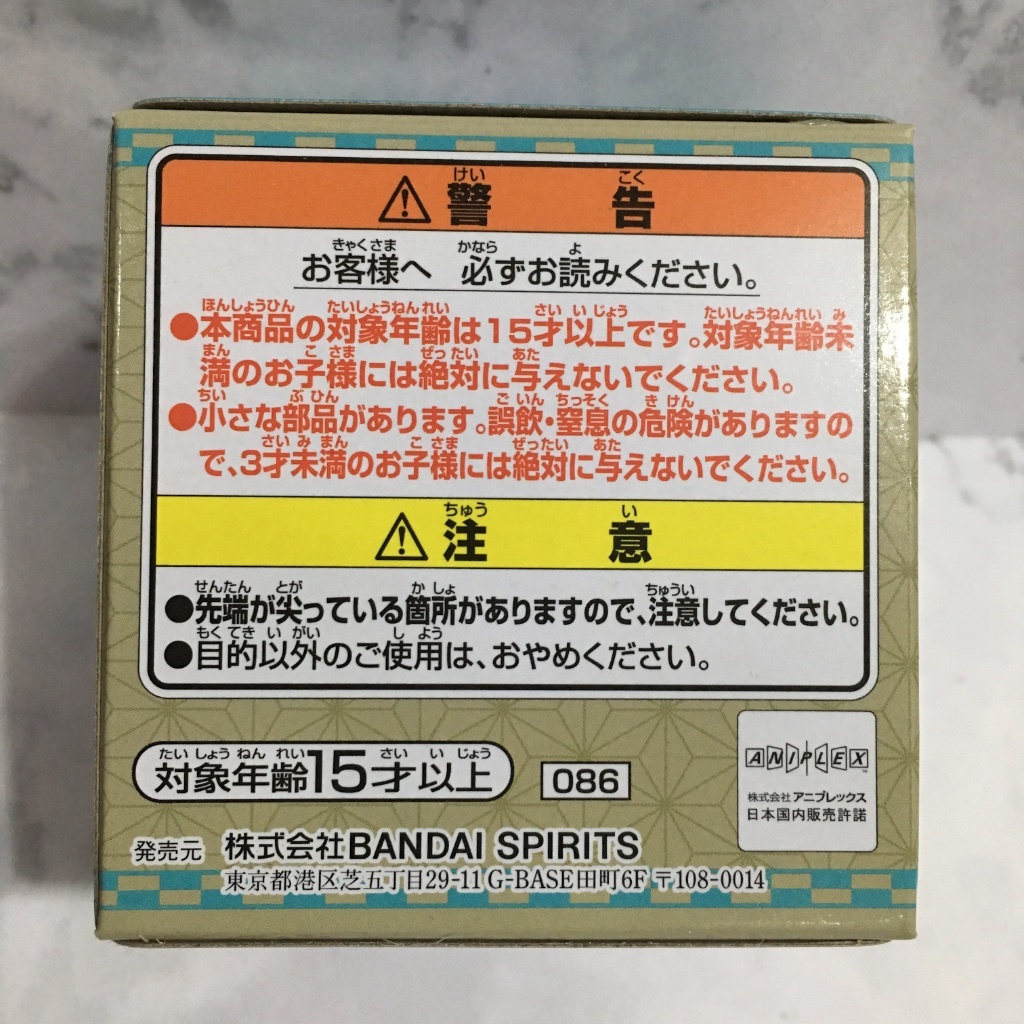 ⚠警告
お客様へ 必ずお読みください。
●本商品の対象年齢は15才以上です。対象年齢未
満のお子様には絶対に与えないでください。
●小さな部品があります。誤飲・窒息の危険がありますの
で、3才未満のお子様には絶対に与えないでください。
⚠注意
●先端が尖っている箇所がありますので、注意してください。
●目的以外のご使用は、おやめください。
対象年齢15才以上
086
ANIPLEX
株式会社アニプレックス
日本国内販売許諾
発売元 株式会社BANDAI SPIRITS
東京都港区芝五丁目29-11 G-BASE田町6F 〒108-0014